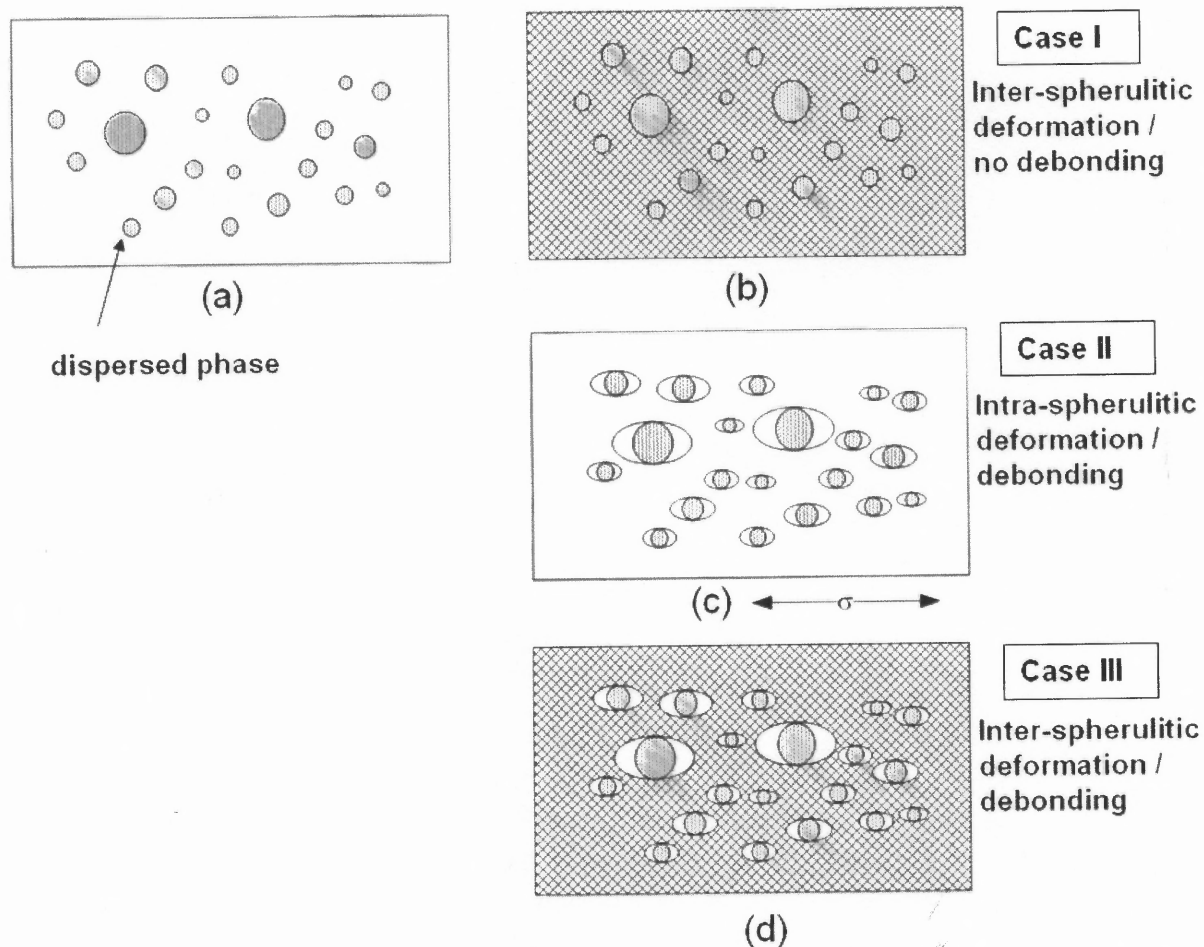 (a)
dispersed phase
(b)
Case I
Inter-spherulitic
deformation /
no debonding
Case II
Intra-spherulitic
deformation /
debonding
(c)
σ
Case III
Inter-spherulitic
deformation /
debonding
(d)